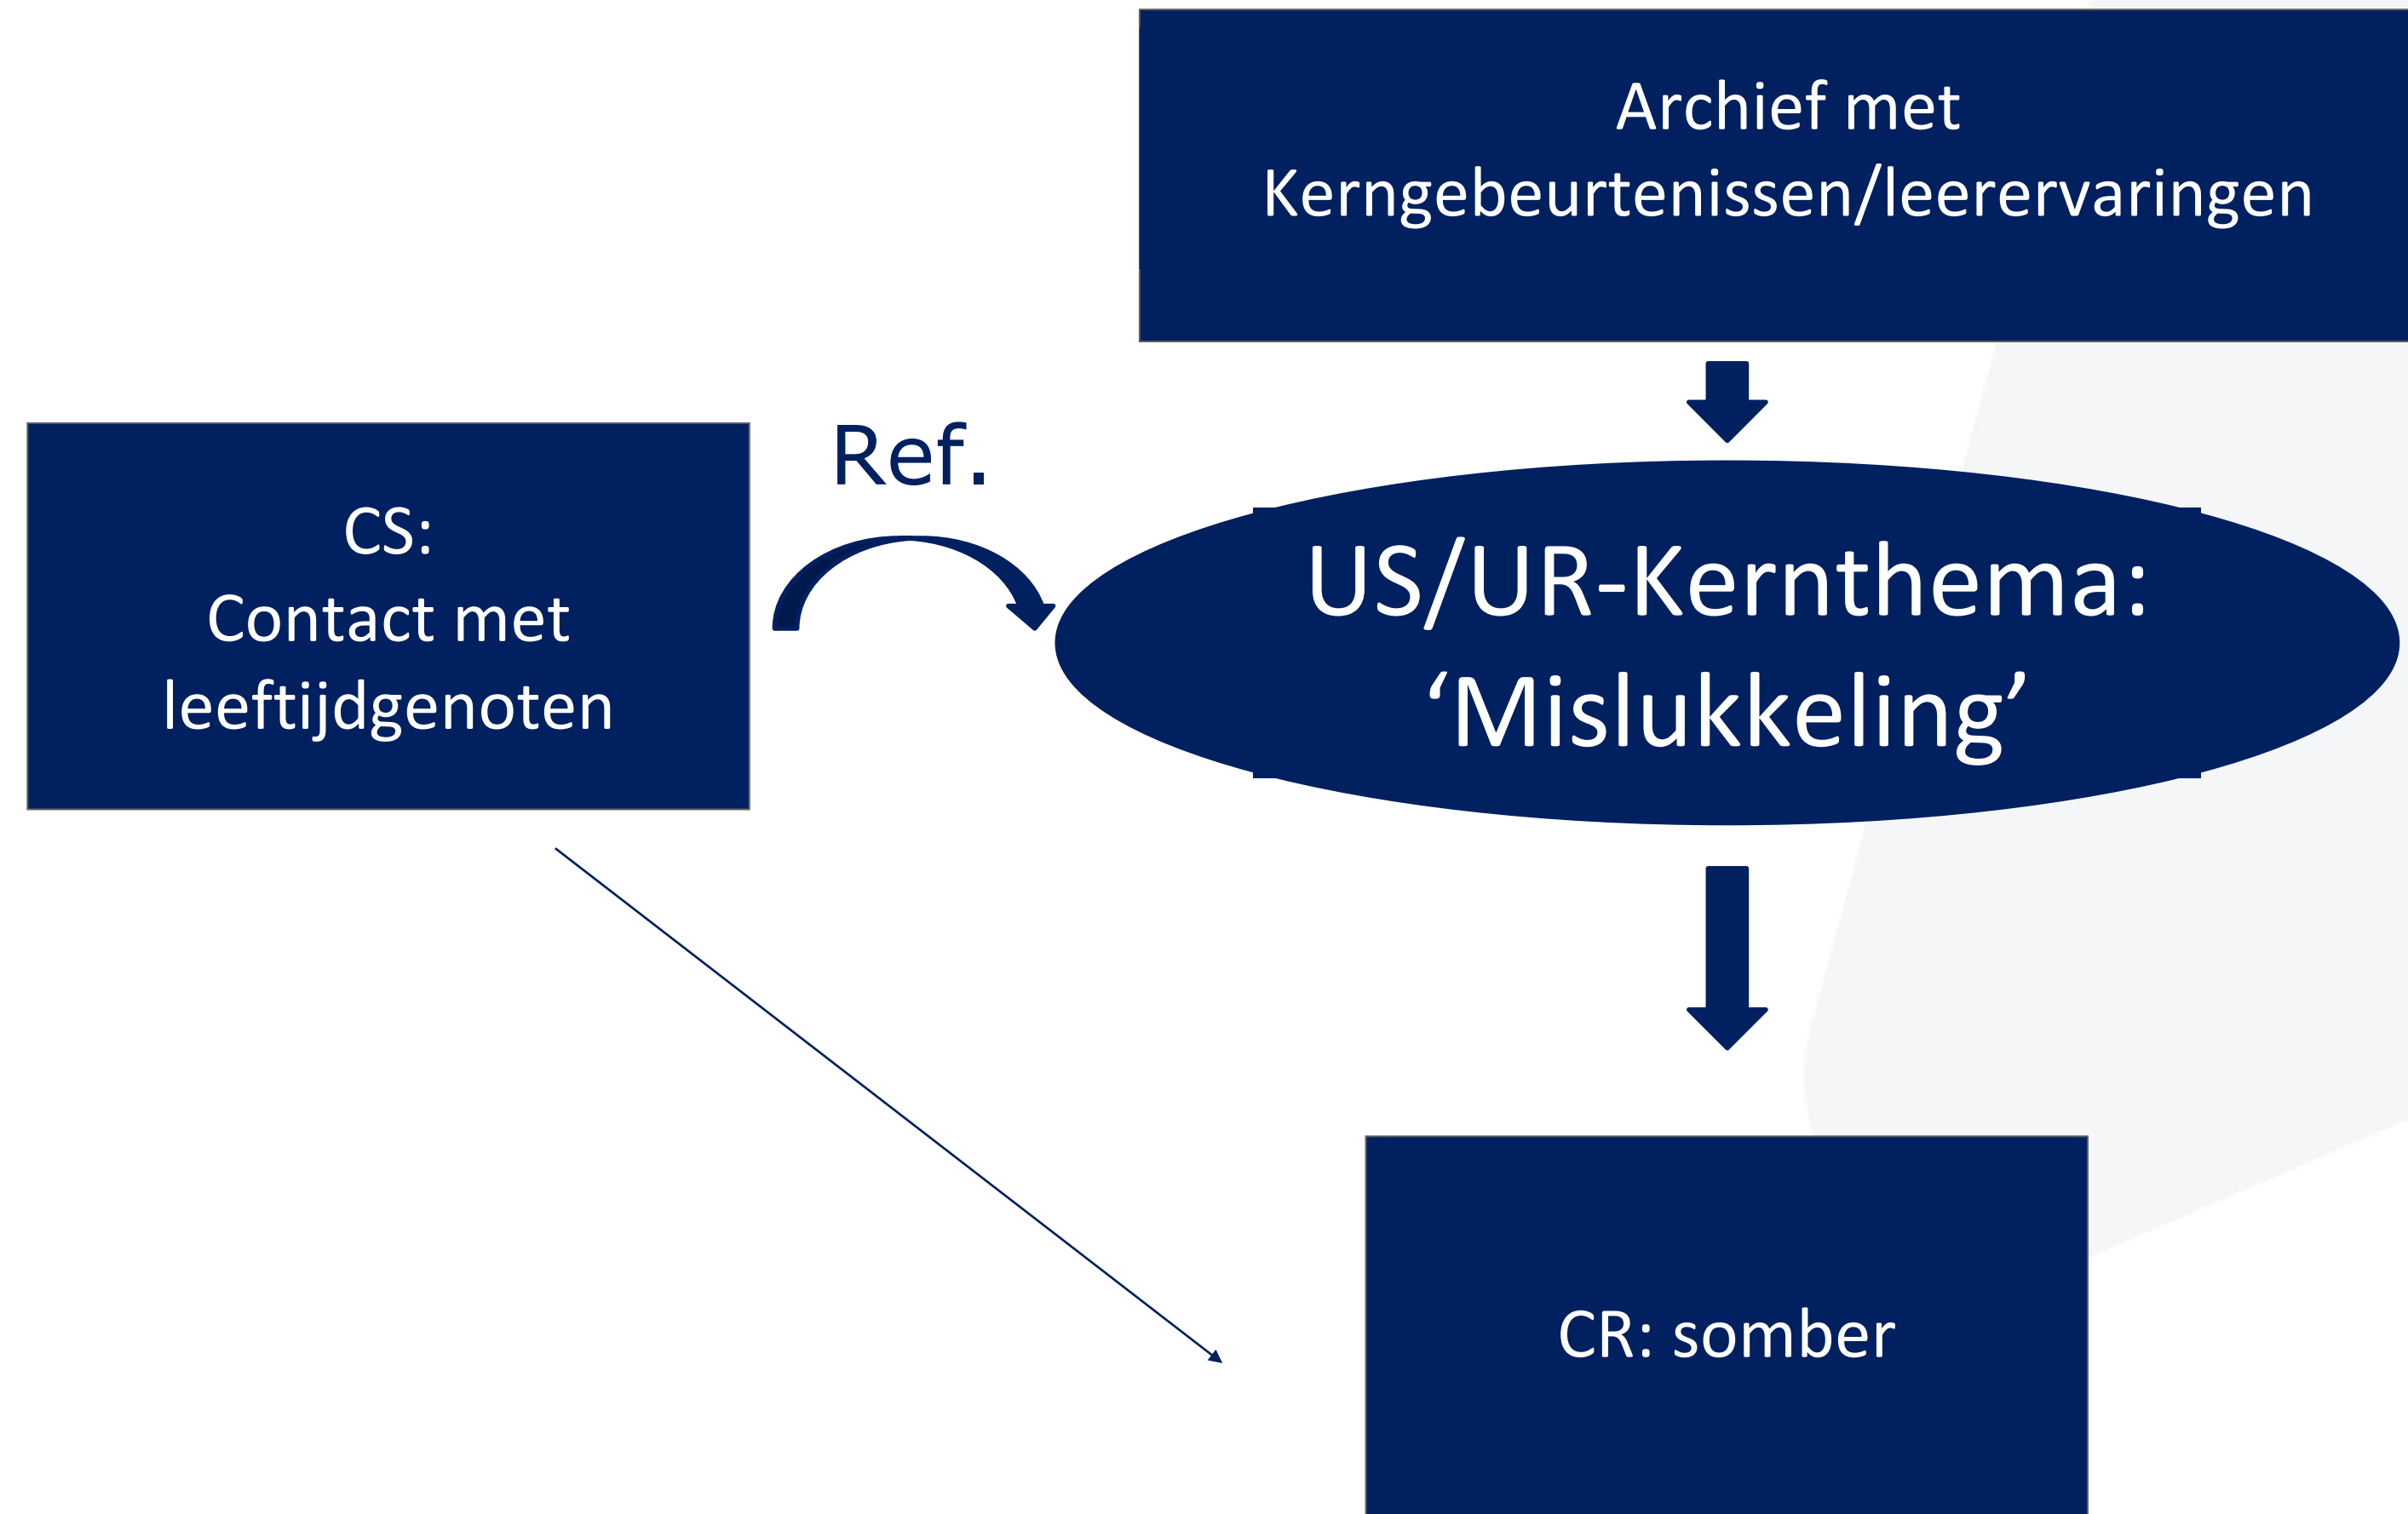 Archief met
Kerngebeurtenissen/leerervaringen
Ref.
CS:
Contact met
leeftijdgenoten
US/UR-Kernthema:
‘Mislukkeling’
CR: somber